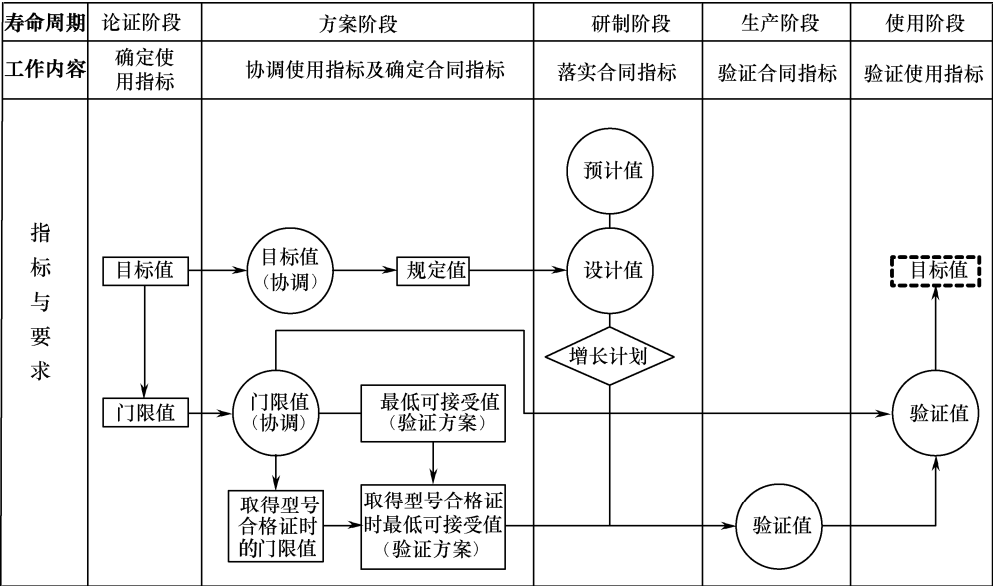 寿命周期
论证阶段
方案阶段
研制阶段
生产阶段
使用阶段
工作内容
确定使
用指标
协调使用指标及确定合同指标
落实合同指标
验证合同指标
验证使用指标
指
标
与
要
求
目标值
门限值
目标值
(协调)
规定值
门限值
(协调)
最低可接受值
(验证方案)
取得型号
合格证时
的门限值
取得型号合格证
时最低可接受值
(验证方案)
预计值
设计值
增长计划
验证值
目标值
验证值